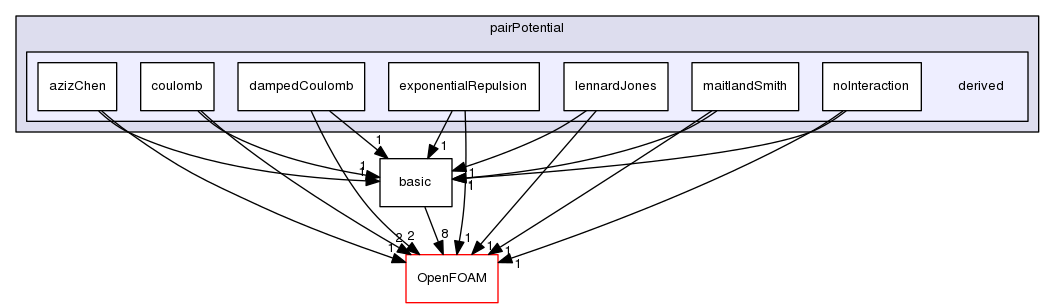 pairPotential
azizChen
coulomb
dampedCoulomb
exponentialRepulsion
lennardJones
maitlandSmith
noInteraction
derived
1
1
1
1
1
1
1
basic
8
1
2
2
1
1
1
1
OpenFOAM